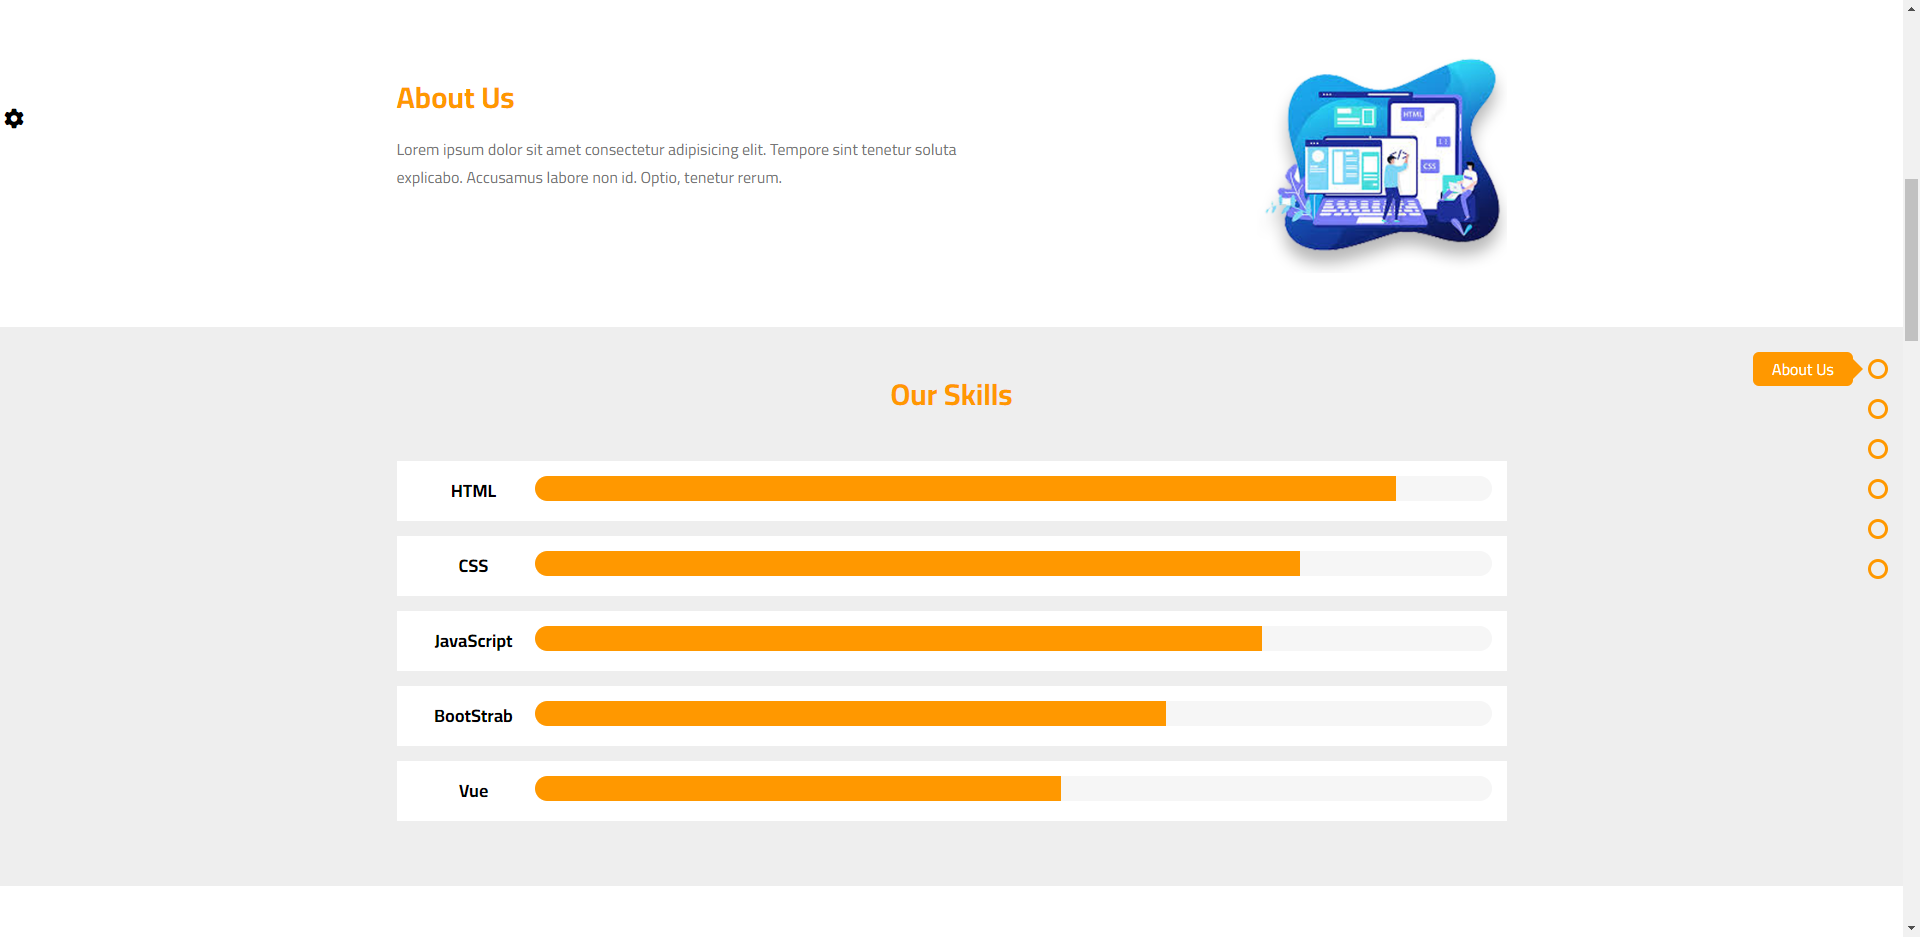 About Us
Lorem ipsum dolor sit amet consectetur adipisicing elit. Tempore sint tenetur soluta
explicabo. Accusamus labore non id. Optio, tenetur rerum.
HTML
{ }
CSS
</>
Our Skills
About Us
HTML
CSS
JavaScript
BootStrab
Vue